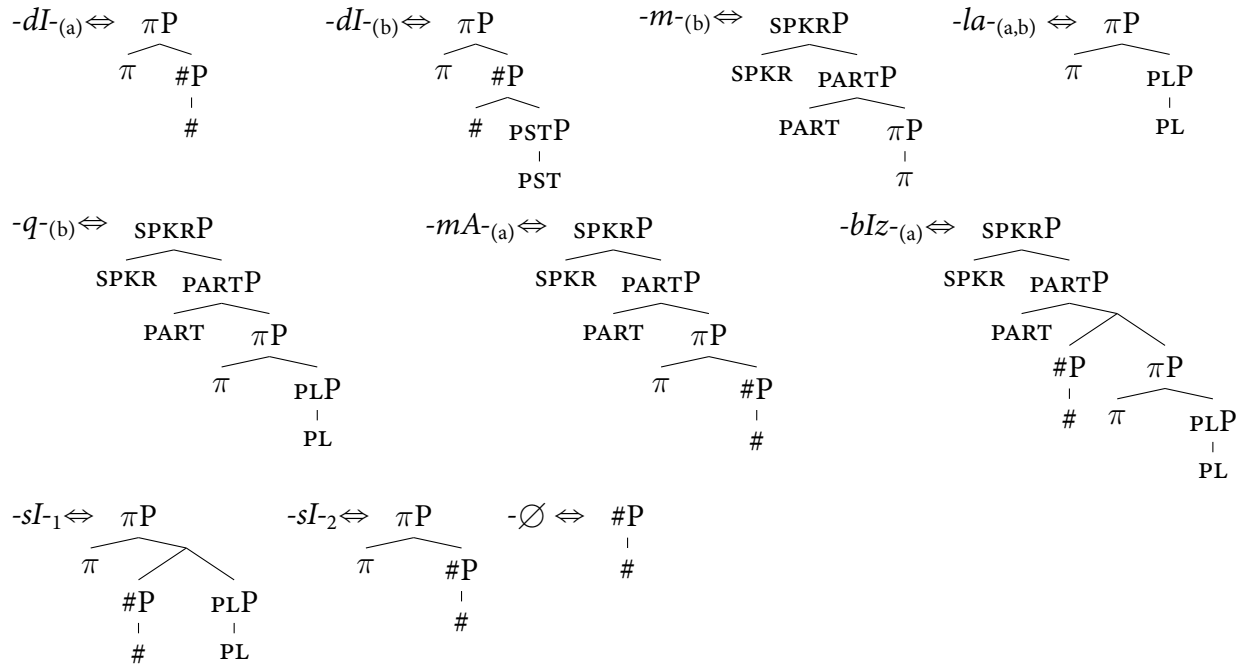 -dI-(a) ⇔ πP -dI-(b) ⇔ πP -m-(b) ⇔ SPKRP -la-(a,b) ⇔ πP
π #P π #P SPKR PARTP π PLP
# # PSTP PART πP PL
PST π
-q-(b) ⇔ SPKRP -mA-(a) ⇔ SPKRP -bIz-(a) ⇔ SPKRP
SPKR PARTP SPKR PARTP SPKR PARTP
PART πP PART πP PART
π PLP π #P #P πP
PL # # π PLP
PL
-sI-1 ⇔ πP -sI-2 ⇔ πP -∅ ⇔ #P
π π #P #
#P PLP #
# PL